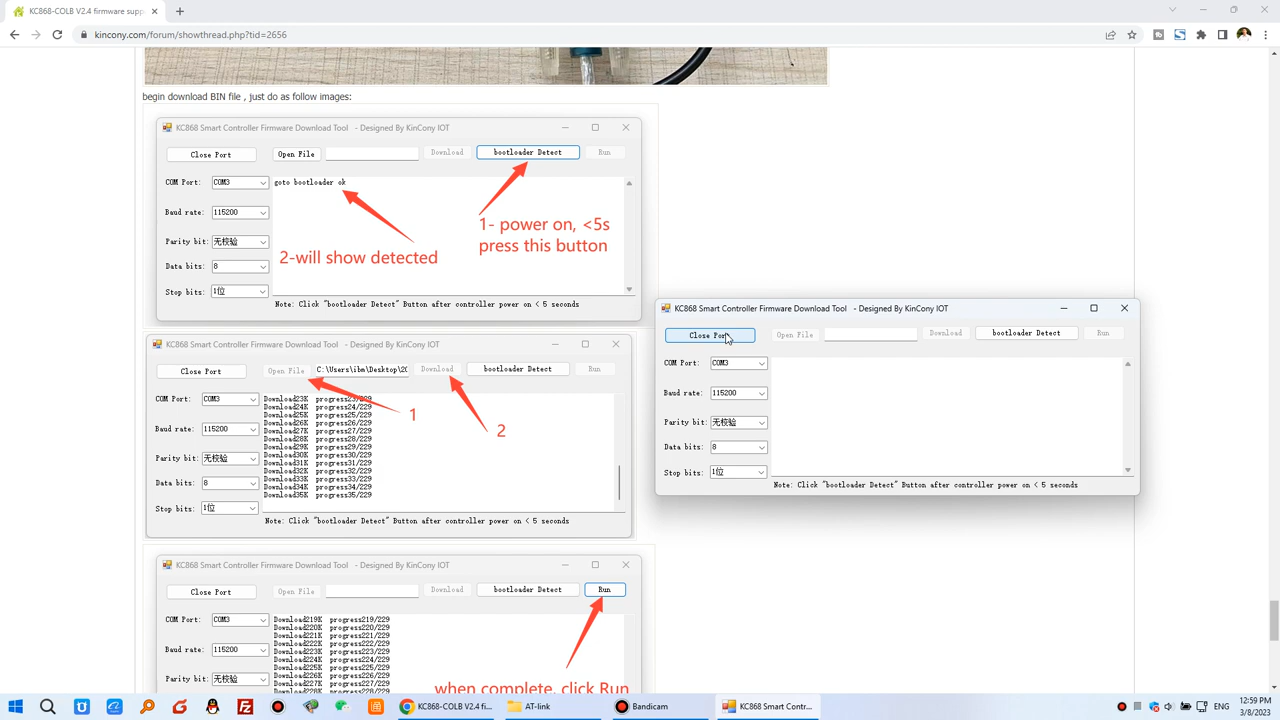 KC868-COLB V2.4 firmware supp
kincony.com/forum/showthread.php?tid=2656
begin download BIN file , just do as follow images:
KC868 Smart Controller Firmware Download Tool - Designed By KinCony IOT
Close Port Open File Download bootloader Detect Run
COM Port: COM3 goto bootloader ok
Baud rate: 115200
1- power on, <5s
press this button
Parity bit: 无校验
2-will show detected
Data bits: 8
Stop bits: 1位
Note: Click "bootloader Detect" Button after controller power on < 5 seconds
KC868 Smart Controller Firmware Download Tool - Designed By KinCony IOT
Close Port Open File Download bootloader Detect Run
COM Port: COM3
Baud rate: 115200
Parity bit: 无校验
Data bits: 8
Stop bits: 1位
Note: Click "bootloader Detect" Button after controller power on < 5 seconds
KC868 Smart Controller Firmware Download Tool - Designed By KinCony IOT
Close Port Open File C:\Users\ibm\Desktop\20 Download bootloader Detect Run
COM Port: COM3
Baud rate: 115200
Parity bit: 无校验
Data bits: 8
Stop bits: 1位
Download23K progress23/229
Download24K progress24/229
Download25K progress25/229
Download26K progress26/229
Download27K progress27/229
Download28K progress28/229
Download29K progress29/229
Download30K progress30/229
Download31K progress31/229
Download32K progress32/229
Download33K progress33/229
Download34K progress34/229
Download35K progress35/229
1
2
Note: Click "bootloader Detect" Button after controller power on < 5 seconds
KC868 Smart Controller Firmware Download Tool - Designed By KinCony IOT
Close Port Open File Download bootloader Detect Run
COM Port: COM3
Baud rate: 115200
Parity bit: 无校验
Download219K progress219/229
Download220K progress220/229
Download221K progress221/229
Download222K progress222/229
Download223K progress223/229
Download224K progress224/229
Download225K progress225/229
Download226K progress226/229
Download227K progress227/229
when complete, click Run
KC868-COLB V2.4 fi...
AT-link
Bandicam
KC868 Smart Contr...
ENG
12:59 PM
3/8/2023